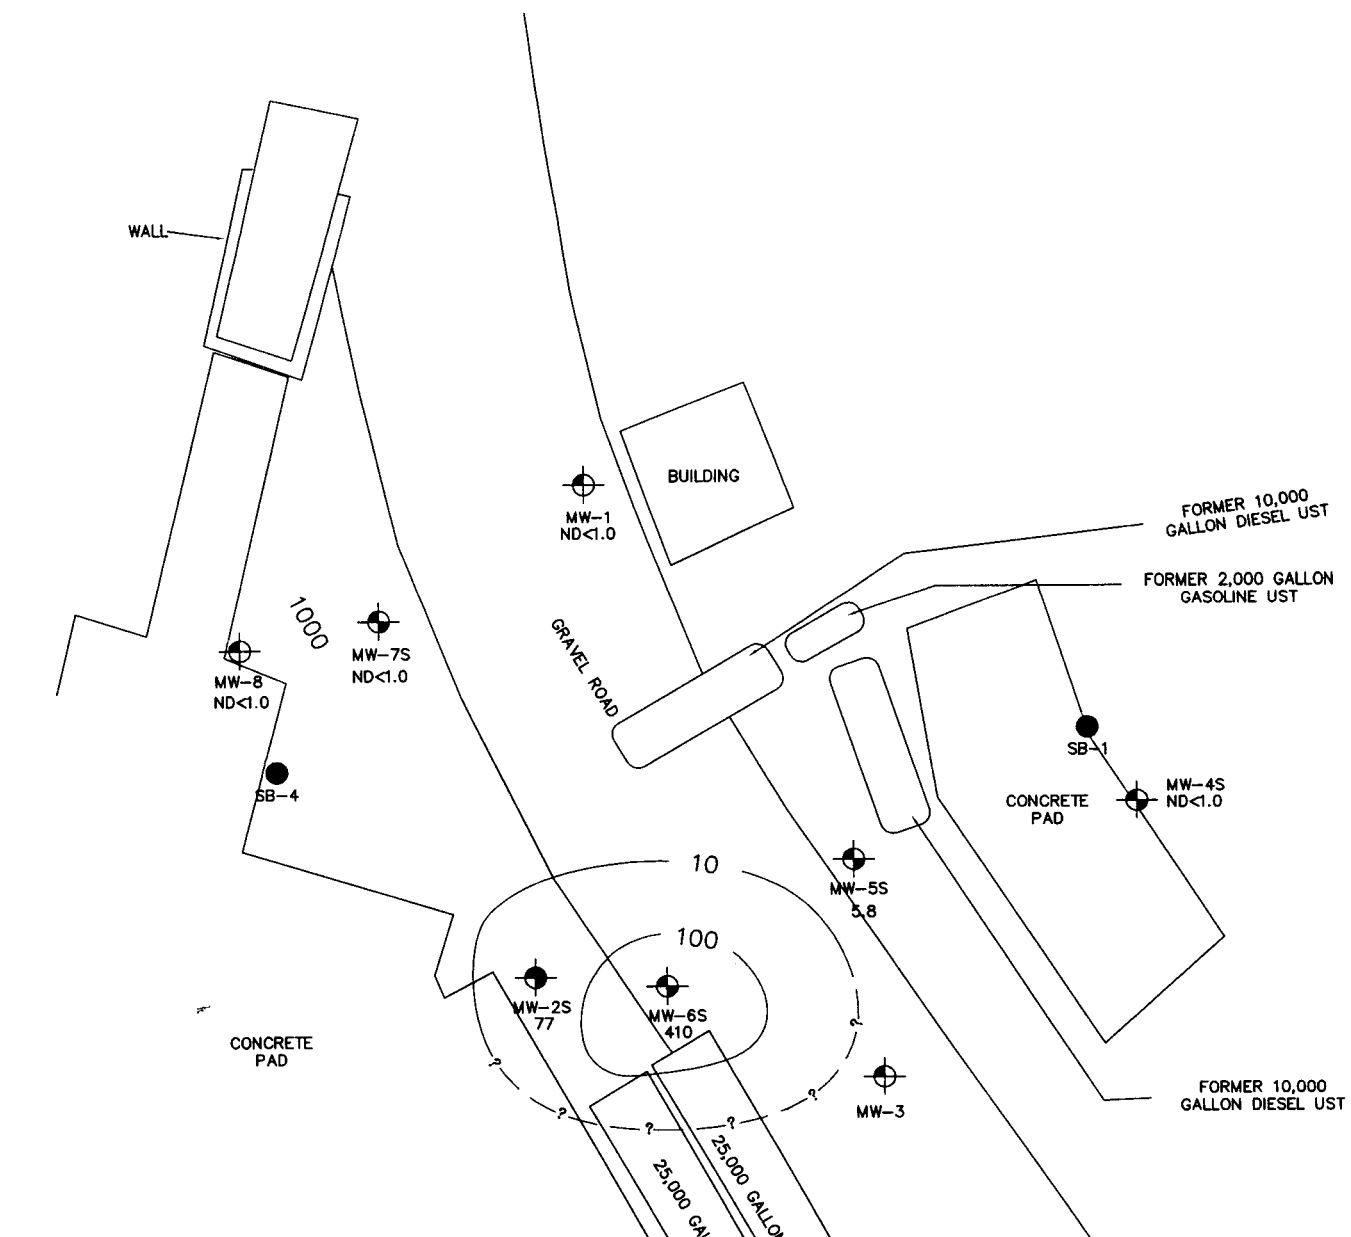 WALL
BUILDING
MW-1
ND<1.0
FORMER 10,000
GALLON DIESEL UST
FORMER 2,000 GALLON
GASOLINE UST
1000
MW-7S
ND<1.0
MW-8
ND<1.0
GRAVEL ROAD
SB-1
SB-4
MW-4S
ND<1.0
CONCRETE
PAD
10
MW-5S
5.8
100
MW-2S
77
MW-6S
410
?
CONCRETE
PAD
?
MW-3
?
?
?
?
FORMER 10,000
GALLON DIESEL UST
25,000 GAL
25,000 GALLON